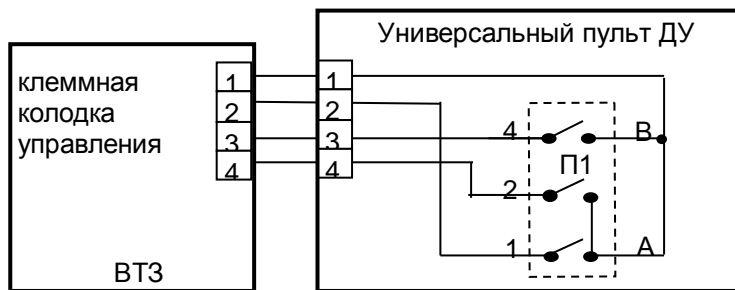 Универсальный пульт ДУ
клеммная
колодка
управления
1
2
3
4
1
2
3
4
4
В
П1
2
1
А
ВТЗ